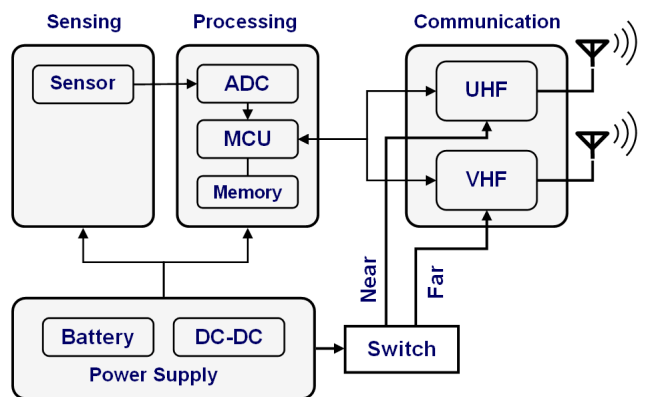 Sensing
Processing
Communication
Sensor
ADC
UHF
MCU
VHF
Memory
Near
Far
Battery
DC-DC
Switch
Power Supply